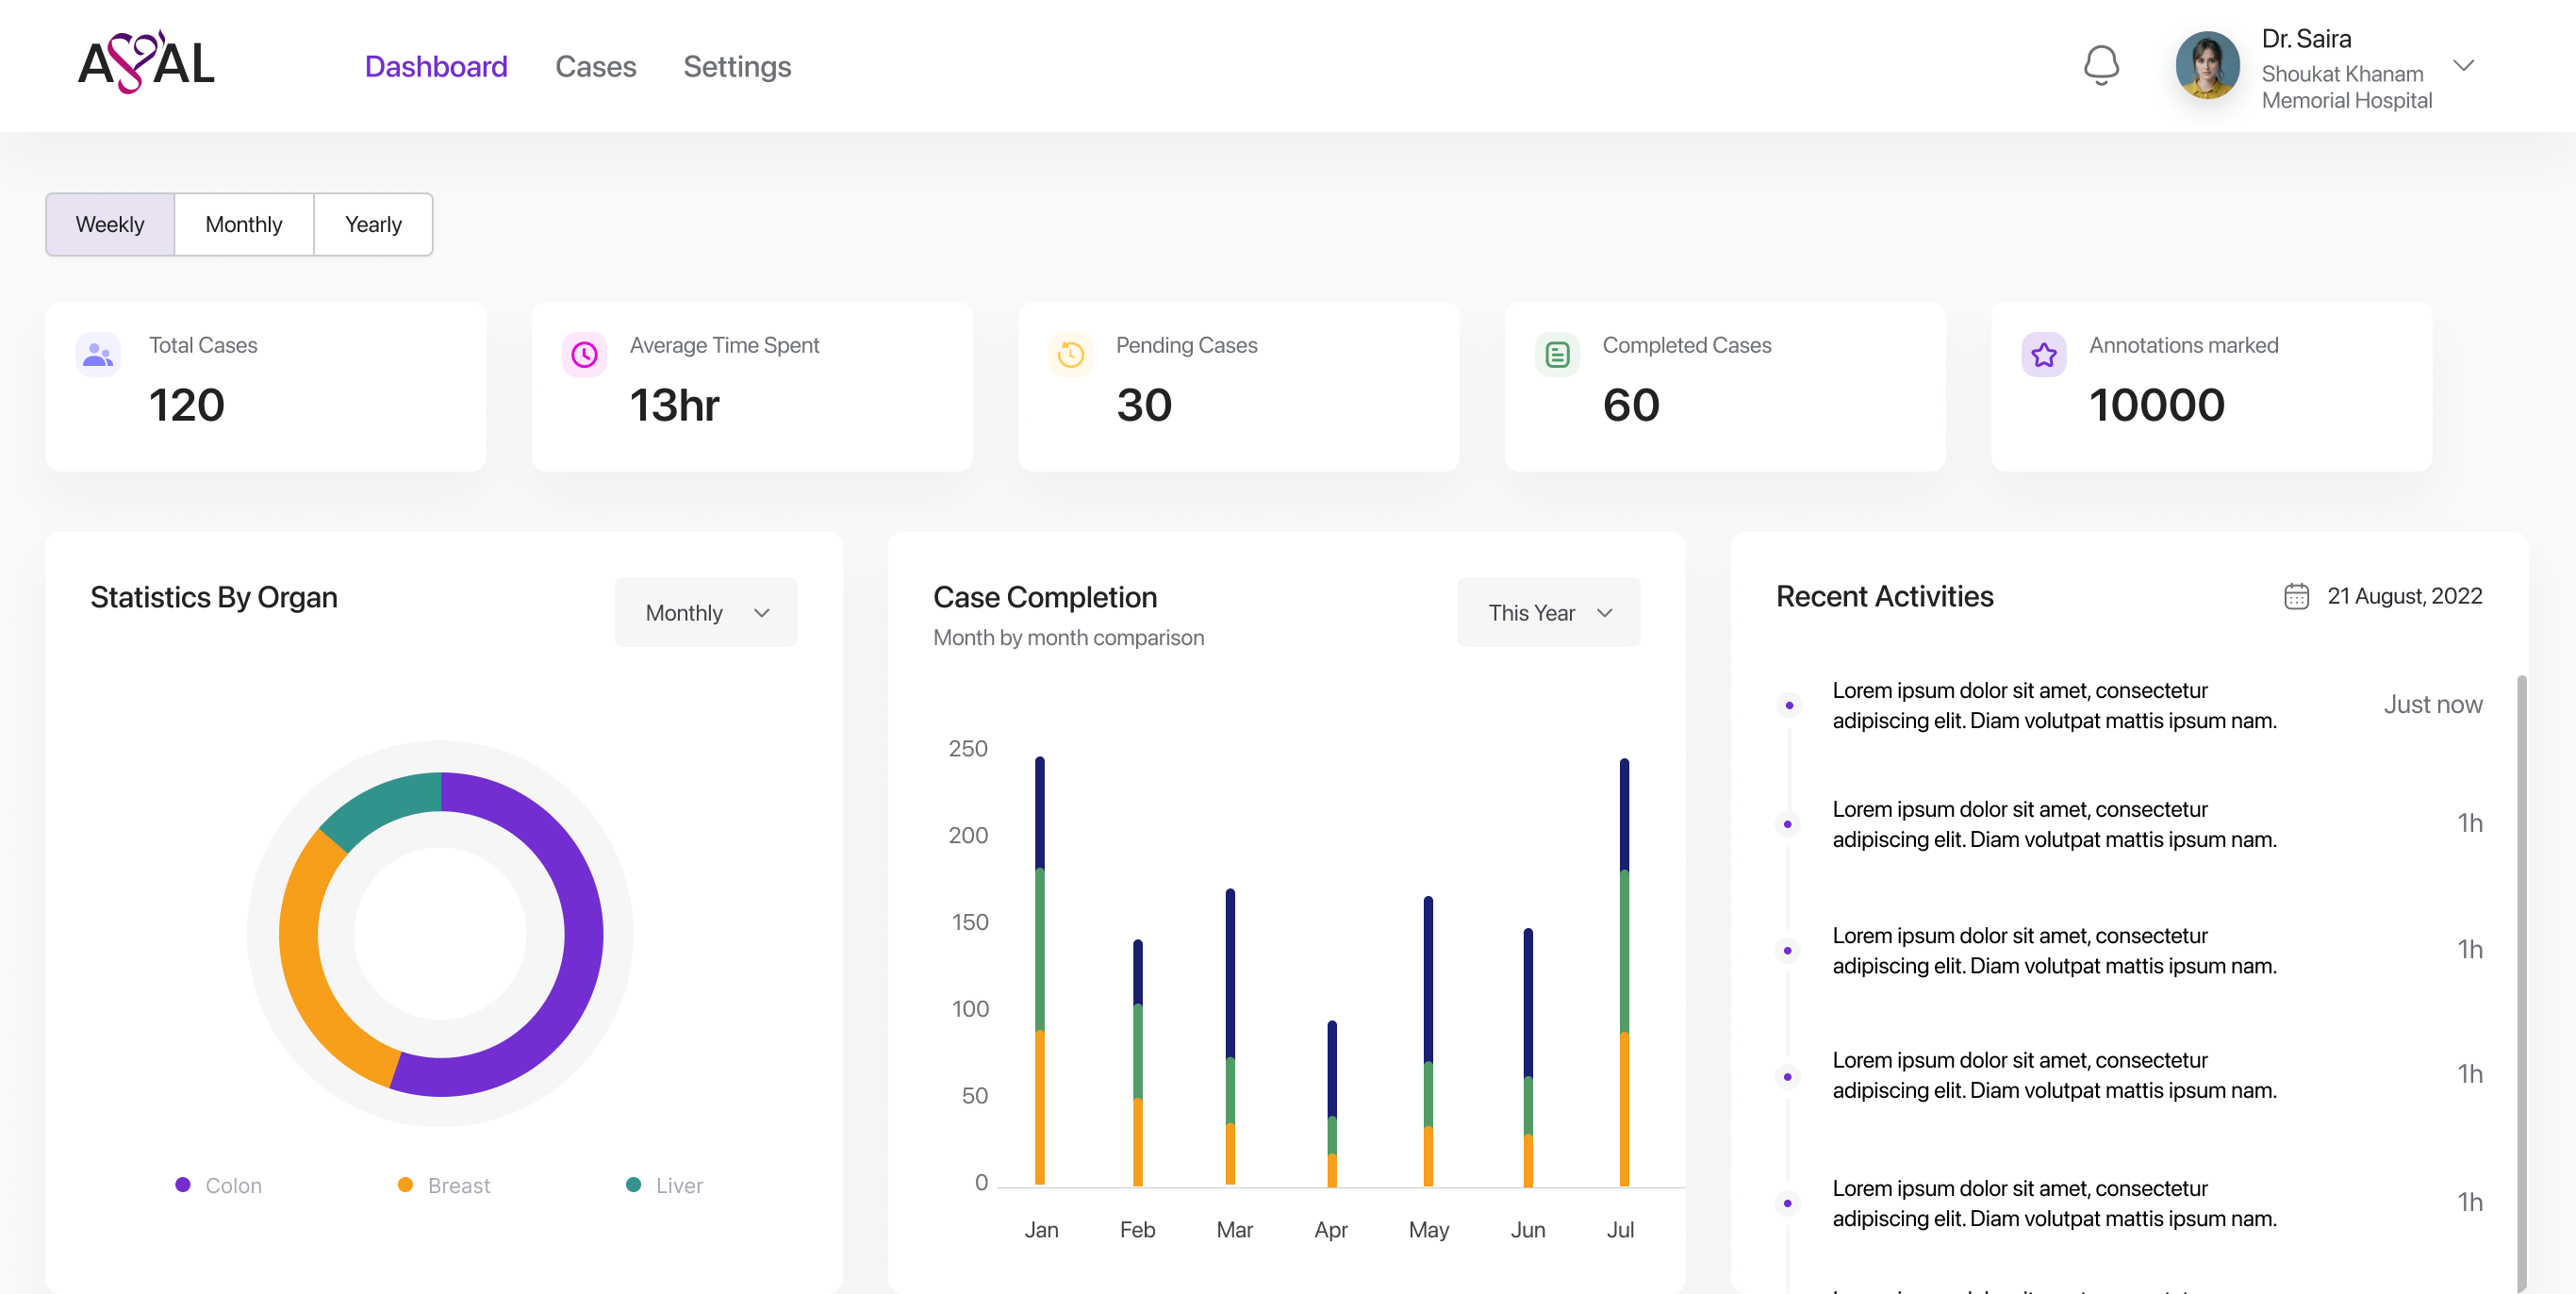 ASAL
Dashboard
Cases
Settings
Dr. Saira
Shoukat Khanam
Memorial Hospital
Weekly
Monthly
Yearly
Total Cases
120
Average Time Spent
13hr
Pending Cases
30
Completed Cases
60
Annotations marked
10000
Statistics By Organ
Monthly
Colon
Breast
Liver
Case Completion
This Year
Month by month comparison
250
200
150
100
50
0
Jan
Feb
Mar
Apr
May
Jun
Jul
Recent Activities
21 August, 2022
Lorem ipsum dolor sit amet, consectetur
adipiscing elit. Diam volutpat mattis ipsum nam.
Just now
Lorem ipsum dolor sit amet, consectetur
adipiscing elit. Diam volutpat mattis ipsum nam.
1h
Lorem ipsum dolor sit amet, consectetur
adipiscing elit. Diam volutpat mattis ipsum nam.
1h
Lorem ipsum dolor sit amet, consectetur
adipiscing elit. Diam volutpat mattis ipsum nam.
1h
Lorem ipsum dolor sit amet, consectetur
adipiscing elit. Diam volutpat mattis ipsum nam.
1h